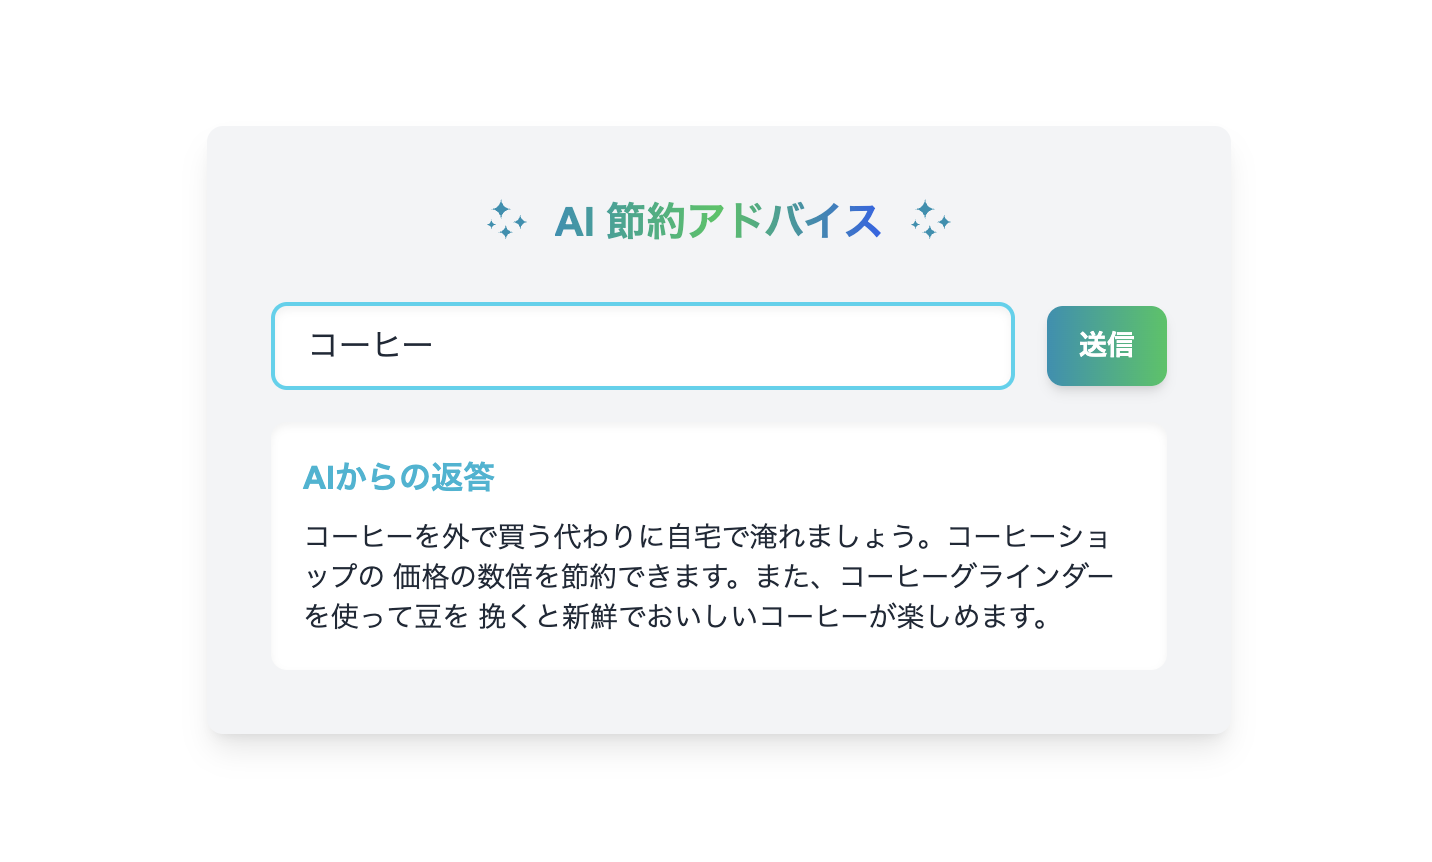 AI 節約アドバイス
コーヒー
送信
AIからの返答
コーヒーを外で買う代わりに自宅で淹れましょう。コーヒーショ
ップの 価格の数倍を節約できます。また、コーヒーグラインダー
を使って豆を 挽くと新鮮でおいしいコーヒーが楽しめます。